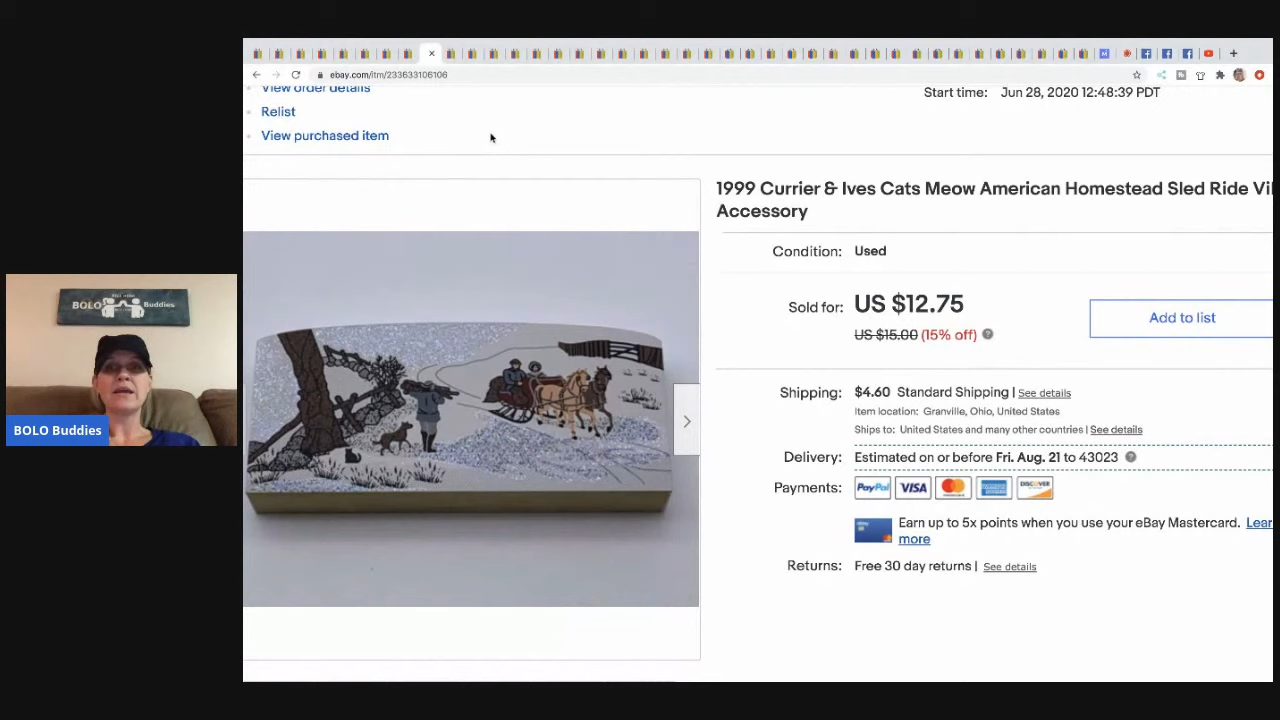 ebay.com/itm/233633106106
View order details
Relist
View purchased item
Start time: Jun 28, 2020 12:48:39 PDT
1999 Currier & Ives Cats Meow American Homestead Sled Ride Vil
Accessory
Condition: Used
Sold for: US $12.75
US $15.00 (15% off)
Add to list
Shipping: $4.60 Standard Shipping | See details
Item location: Granville, Ohio, United States
Ships to: United States and many other countries | See details
Delivery: Estimated on or before Fri. Aug. 21 to 43023
Payments: PayPal VISA MasterCard DISCOVER
Earn up to 5x points when you use your eBay Mastercard. Lear
more
Returns: Free 30 day returns | See details
BOLO Buddies
BOLO Buddies